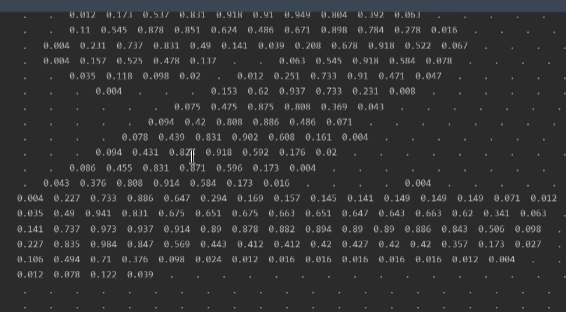 . . 0.012 0.173 0.537 0.831 0.918 0.91 0.949 0.804 0.392 0.063 . . . . .
. . 0.11 0.545 0.878 0.851 0.624 0.486 0.671 0.898 0.784 0.278 0.016 . . . .
. 0.004 0.231 0.737 0.831 0.49 0.141 0.039 0.208 0.678 0.918 0.522 0.067 . . . .
. 0.004 0.157 0.525 0.478 0.137 . . 0.063 0.545 0.918 0.584 0.078 . . . .
. . 0.035 0.118 0.098 0.02 . 0.012 0.251 0.733 0.91 0.471 0.047 . . . .
. . . 0.004 . . . 0.153 0.62 0.937 0.733 0.231 0.008 . . . .
. . . . . . 0.075 0.475 0.875 0.808 0.369 0.043 . . . . .
. . . . . 0.094 0.42 0.808 0.886 0.486 0.071 . . . . . .
. . . . 0.078 0.439 0.831 0.902 0.608 0.161 0.004 . . . . . .
. . . 0.094 0.431 0.918 0.592 0.176 0.02 . . . . . . .
. . 0.086 0.455 0.831 0.871 0.596 0.173 0.004 . . . . . . . .
. 0.043 0.376 0.808 0.914 0.584 0.173 0.016 . . . . 0.004 . . . .
0.004 0.227 0.733 0.886 0.647 0.294 0.169 0.157 0.145 0.141 0.149 0.149 0.149 0.071 0.012
0.035 0.49 0.941 0.831 0.675 0.651 0.675 0.663 0.651 0.647 0.643 0.663 0.62 0.341 0.063
0.141 0.737 0.973 0.937 0.914 0.89 0.878 0.882 0.894 0.89 0.89 0.886 0.843 0.506 0.098 .
0.227 0.835 0.984 0.847 0.569 0.443 0.412 0.412 0.42 0.427 0.42 0.42 0.357 0.173 0.027 .
0.106 0.494 0.71 0.376 0.098 0.024 0.012 0.016 0.016 0.016 0.016 0.016 0.012 0.004 . .
0.012 0.078 0.122 0.039 . . . . . . . . . . . . .
. . . . . . . . . . . . . . . . . .
. . . . . . . . . . . . . . . . . .